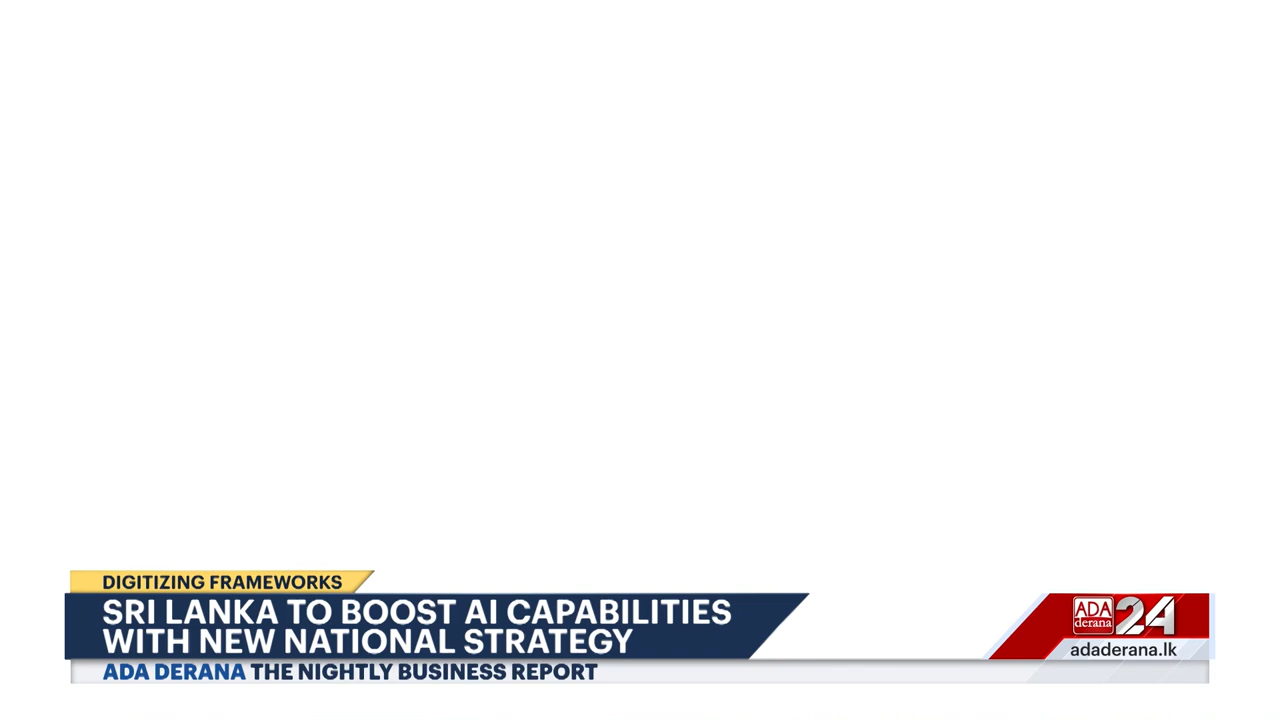 DIGITIZING FRAMEWORKS
SRI LANKA TO BOOST AI CAPABILITIES
WITH NEW NATIONAL STRATEGY
ADA DERANA THE NIGHTLY BUSINESS REPORT
ADA
derana
24
adaderana.lk